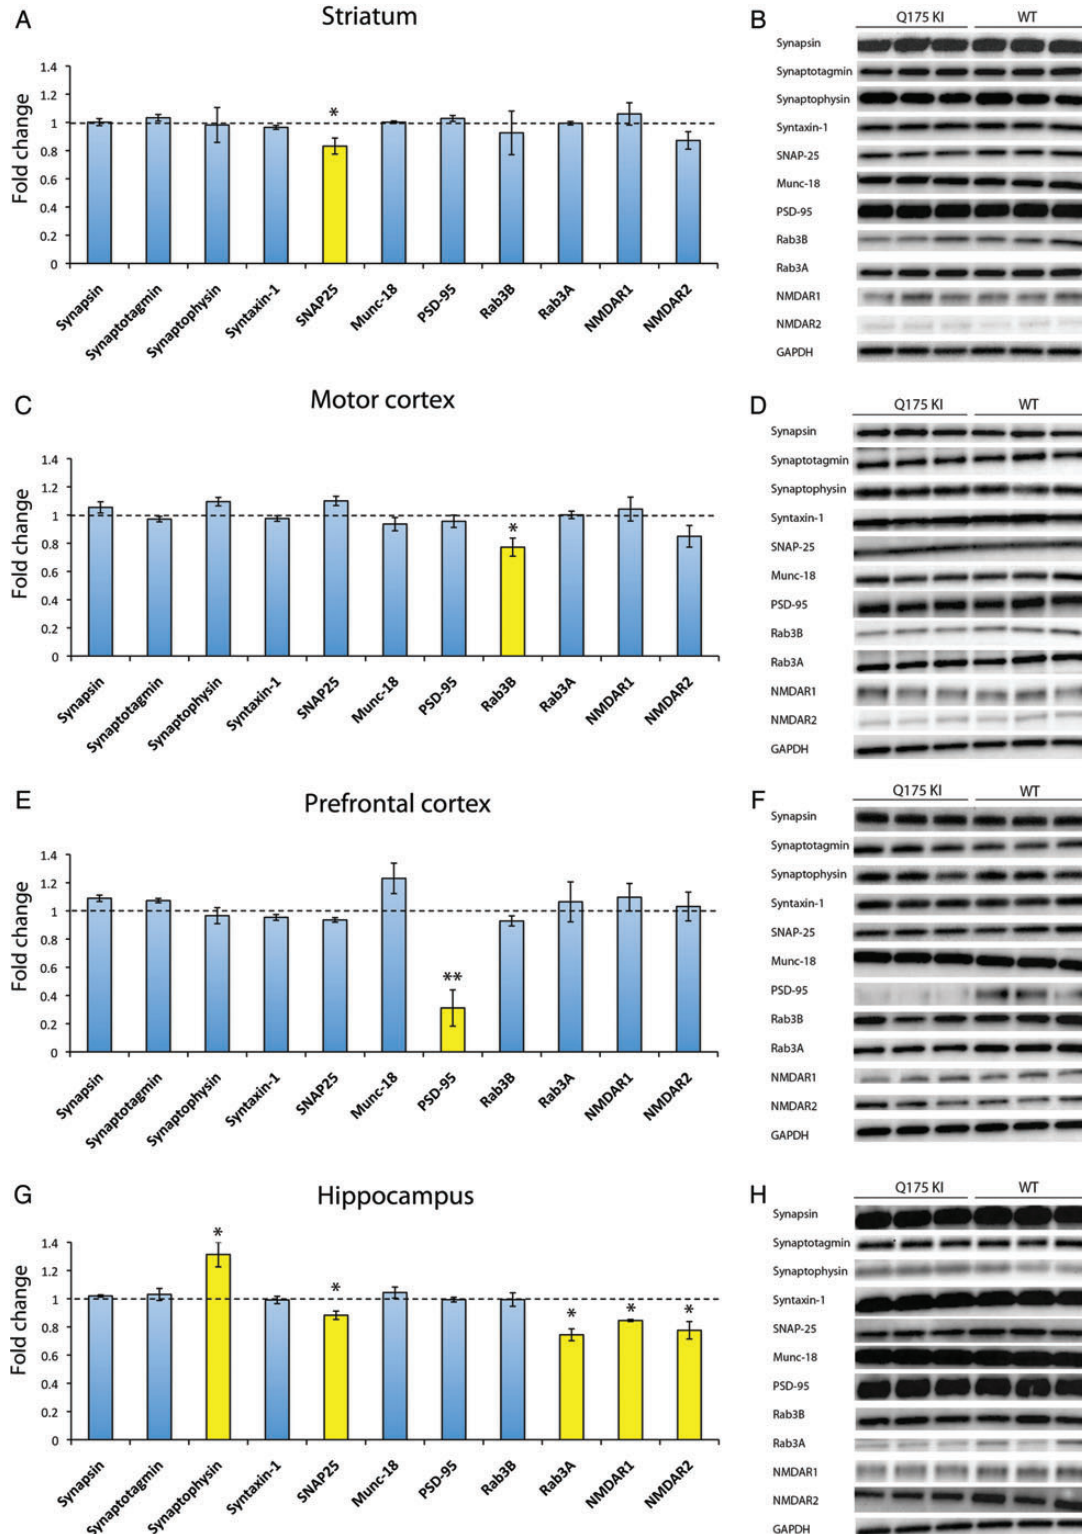 A
Striatum
Fold change
1.4
1.2
1
0.8
0.6
0.4
0.2
0
*
Synapsin
Synaptotagmin
Synaptophysin
Syntaxin-1
SNAP25
Munc-18
PSD-95
Rab3B
Rab3A
NMDAR1
NMDAR2
B
Q175 KI WT
Synapsin
Synaptotagmin
Synaptophysin
Syntaxin-1
SNAP-25
Munc-18
PSD-95
Rab3B
Rab3A
NMDAR1
NMDAR2
GAPDH
C
Motor cortex
Fold change
1.4
1.2
1
0.8
0.6
0.4
0.2
0
*
Synapsin
Synaptotagmin
Synaptophysin
Syntaxin-1
SNAP25
Munc-18
PSD-95
Rab3B
Rab3A
NMDAR1
NMDAR2
D
Q175 KI WT
Synapsin
Synaptotagmin
Synaptophysin
Syntaxin-1
SNAP-25
Munc-18
PSD-95
Rab3B
Rab3A
NMDAR1
NMDAR2
GAPDH
E
Prefrontal cortex
Fold change
1.4
1.2
1
0.8
0.6
0.4
0.2
0
**
Synapsin
Synaptotagmin
Synaptophysin
Syntaxin-1
SNAP25
Munc-18
PSD-95
Rab3B
Rab3A
NMDAR1
NMDAR2
F
Q175 KI WT
Synapsin
Synaptotagmin
Synaptophysin
Syntaxin-1
SNAP-25
Munc-18
PSD-95
Rab3B
Rab3A
NMDAR1
NMDAR2
GAPDH
G
Hippocampus
Fold change
1.4
1.2
1
0.8
0.6
0.4
0.2
0
* * * * *
Synapsin
Synaptotagmin
Synaptophysin
Syntaxin-1
SNAP25
Munc-18
PSD-95
Rab3B
Rab3A
NMDAR1
NMDAR2
H
Q175 KI WT
Synapsin
Synaptotagmin
Synaptophysin
Syntaxin-1
SNAP-25
Munc-18
PSD-95
Rab3B
Rab3A
NMDAR1
NMDAR2
GAPDH